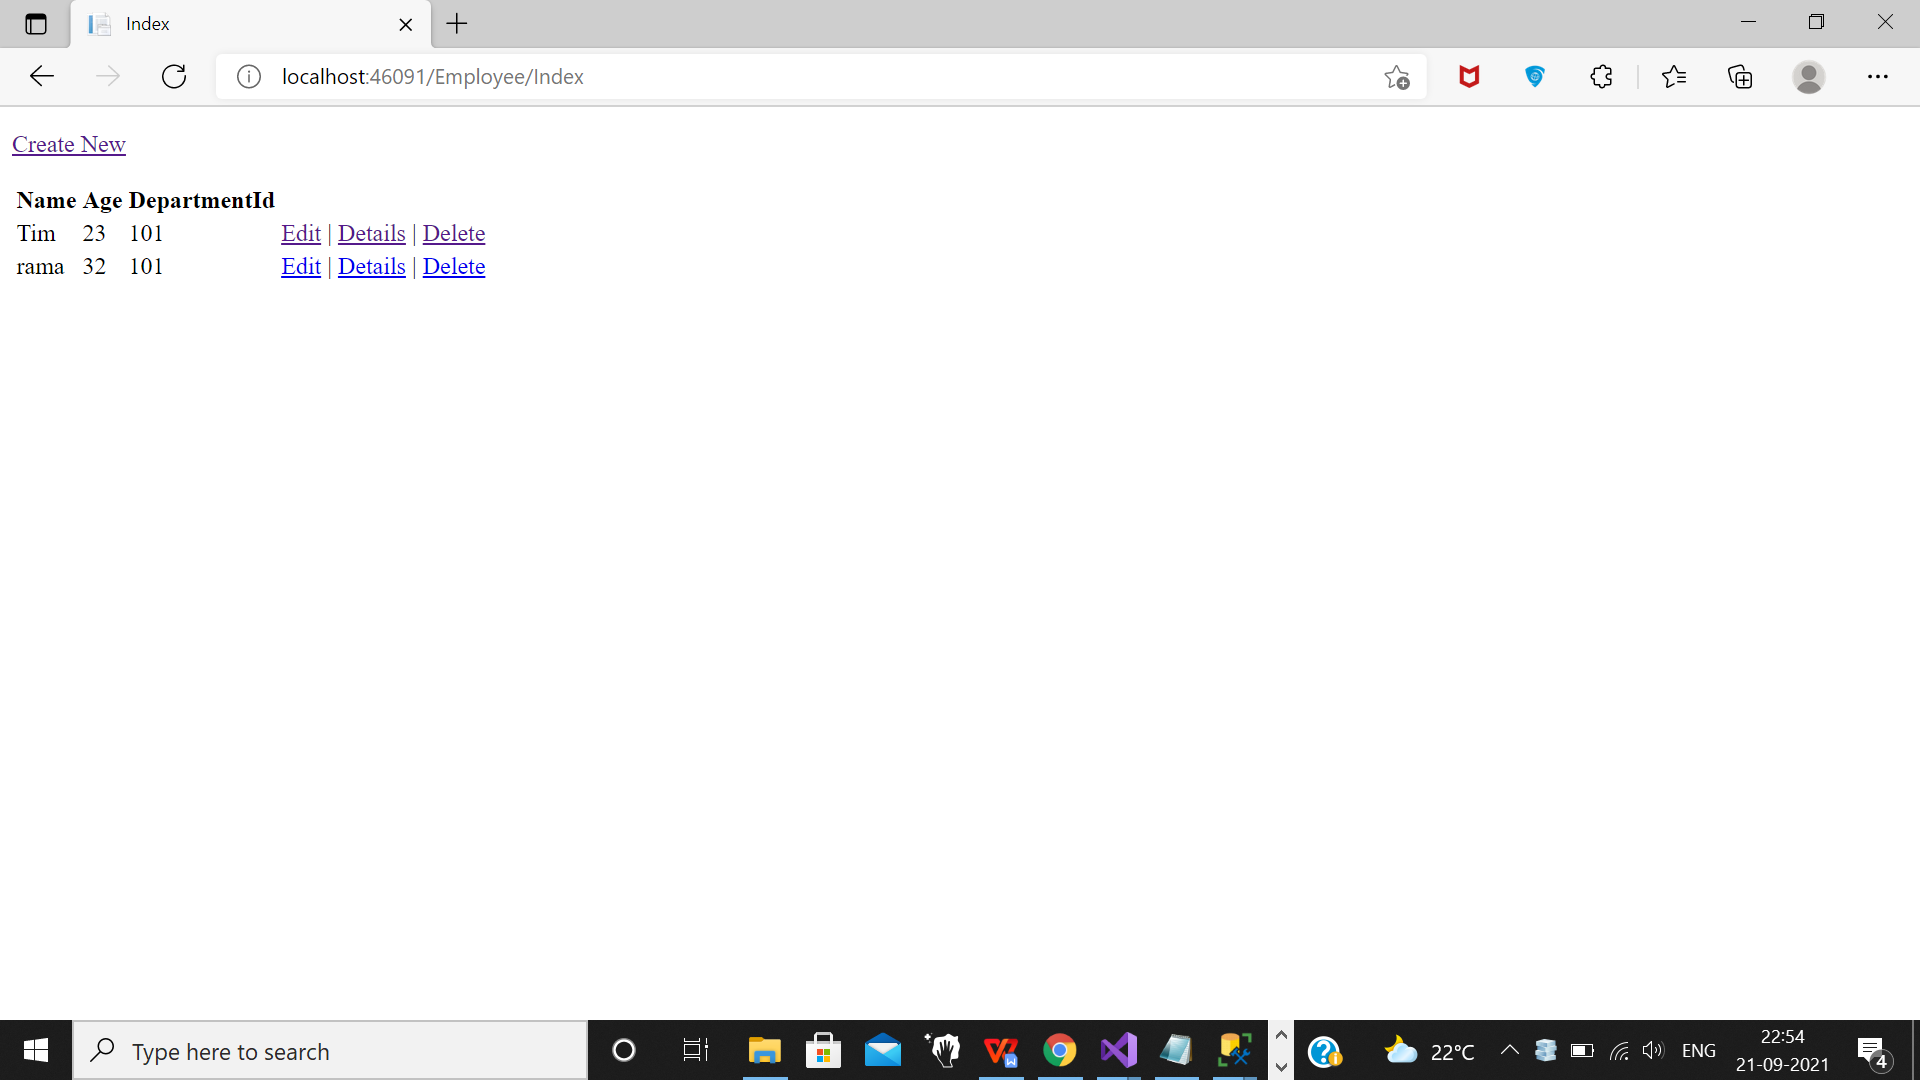 Index
localhost:46091/Employee/Index
Create New
Name Age DepartmentId
Tim 23 101 Edit | Details | Delete
rama 32 101 Edit | Details | Delete
Type here to search
22°C
ENG
22:54
21-09-2021
4